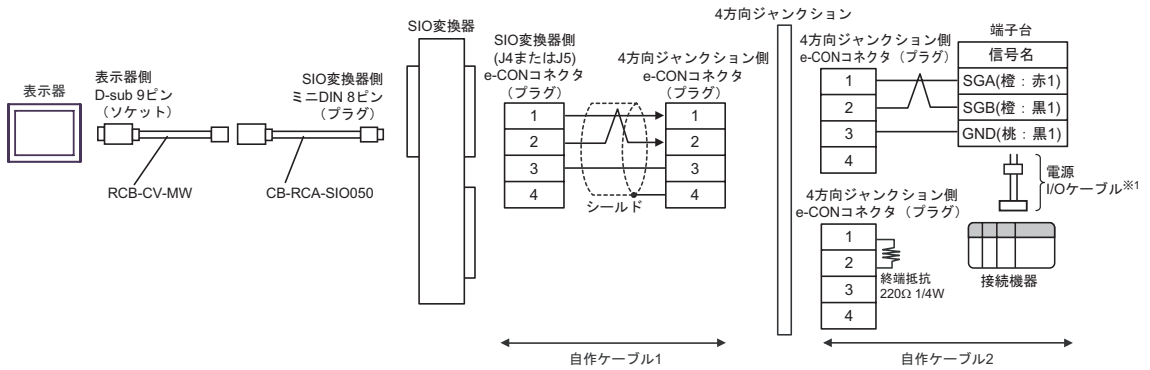 表示器
表示器側
D-sub 9ピン
（ソケット）
RCB-CV-MW
SIO変換器側
ミニDIN 8ピン
（プラグ）
CB-RCA-SIO050
SIO変換器
SIO変換器側
(J4またはJ5)
e-CONコネクタ
（プラグ）
1
2
3
4
シールド
4方向ジャンクション側
e-CONコネクタ
（プラグ）
1
2
3
4
自作ケーブル1
4方向ジャンクション
4方向ジャンクション側
e-CONコネクタ（プラグ）
1
2
3
4
端子台
信号名
SGA(橙：赤1)
SGB(橙：黒1)
GND(桃：黒1)
電源
I/Oケーブル※1
接続機器
4方向ジャンクション側
e-CONコネクタ（プラグ）
1
2
3
4
終端抵抗
220Ω 1/4W
自作ケーブル2